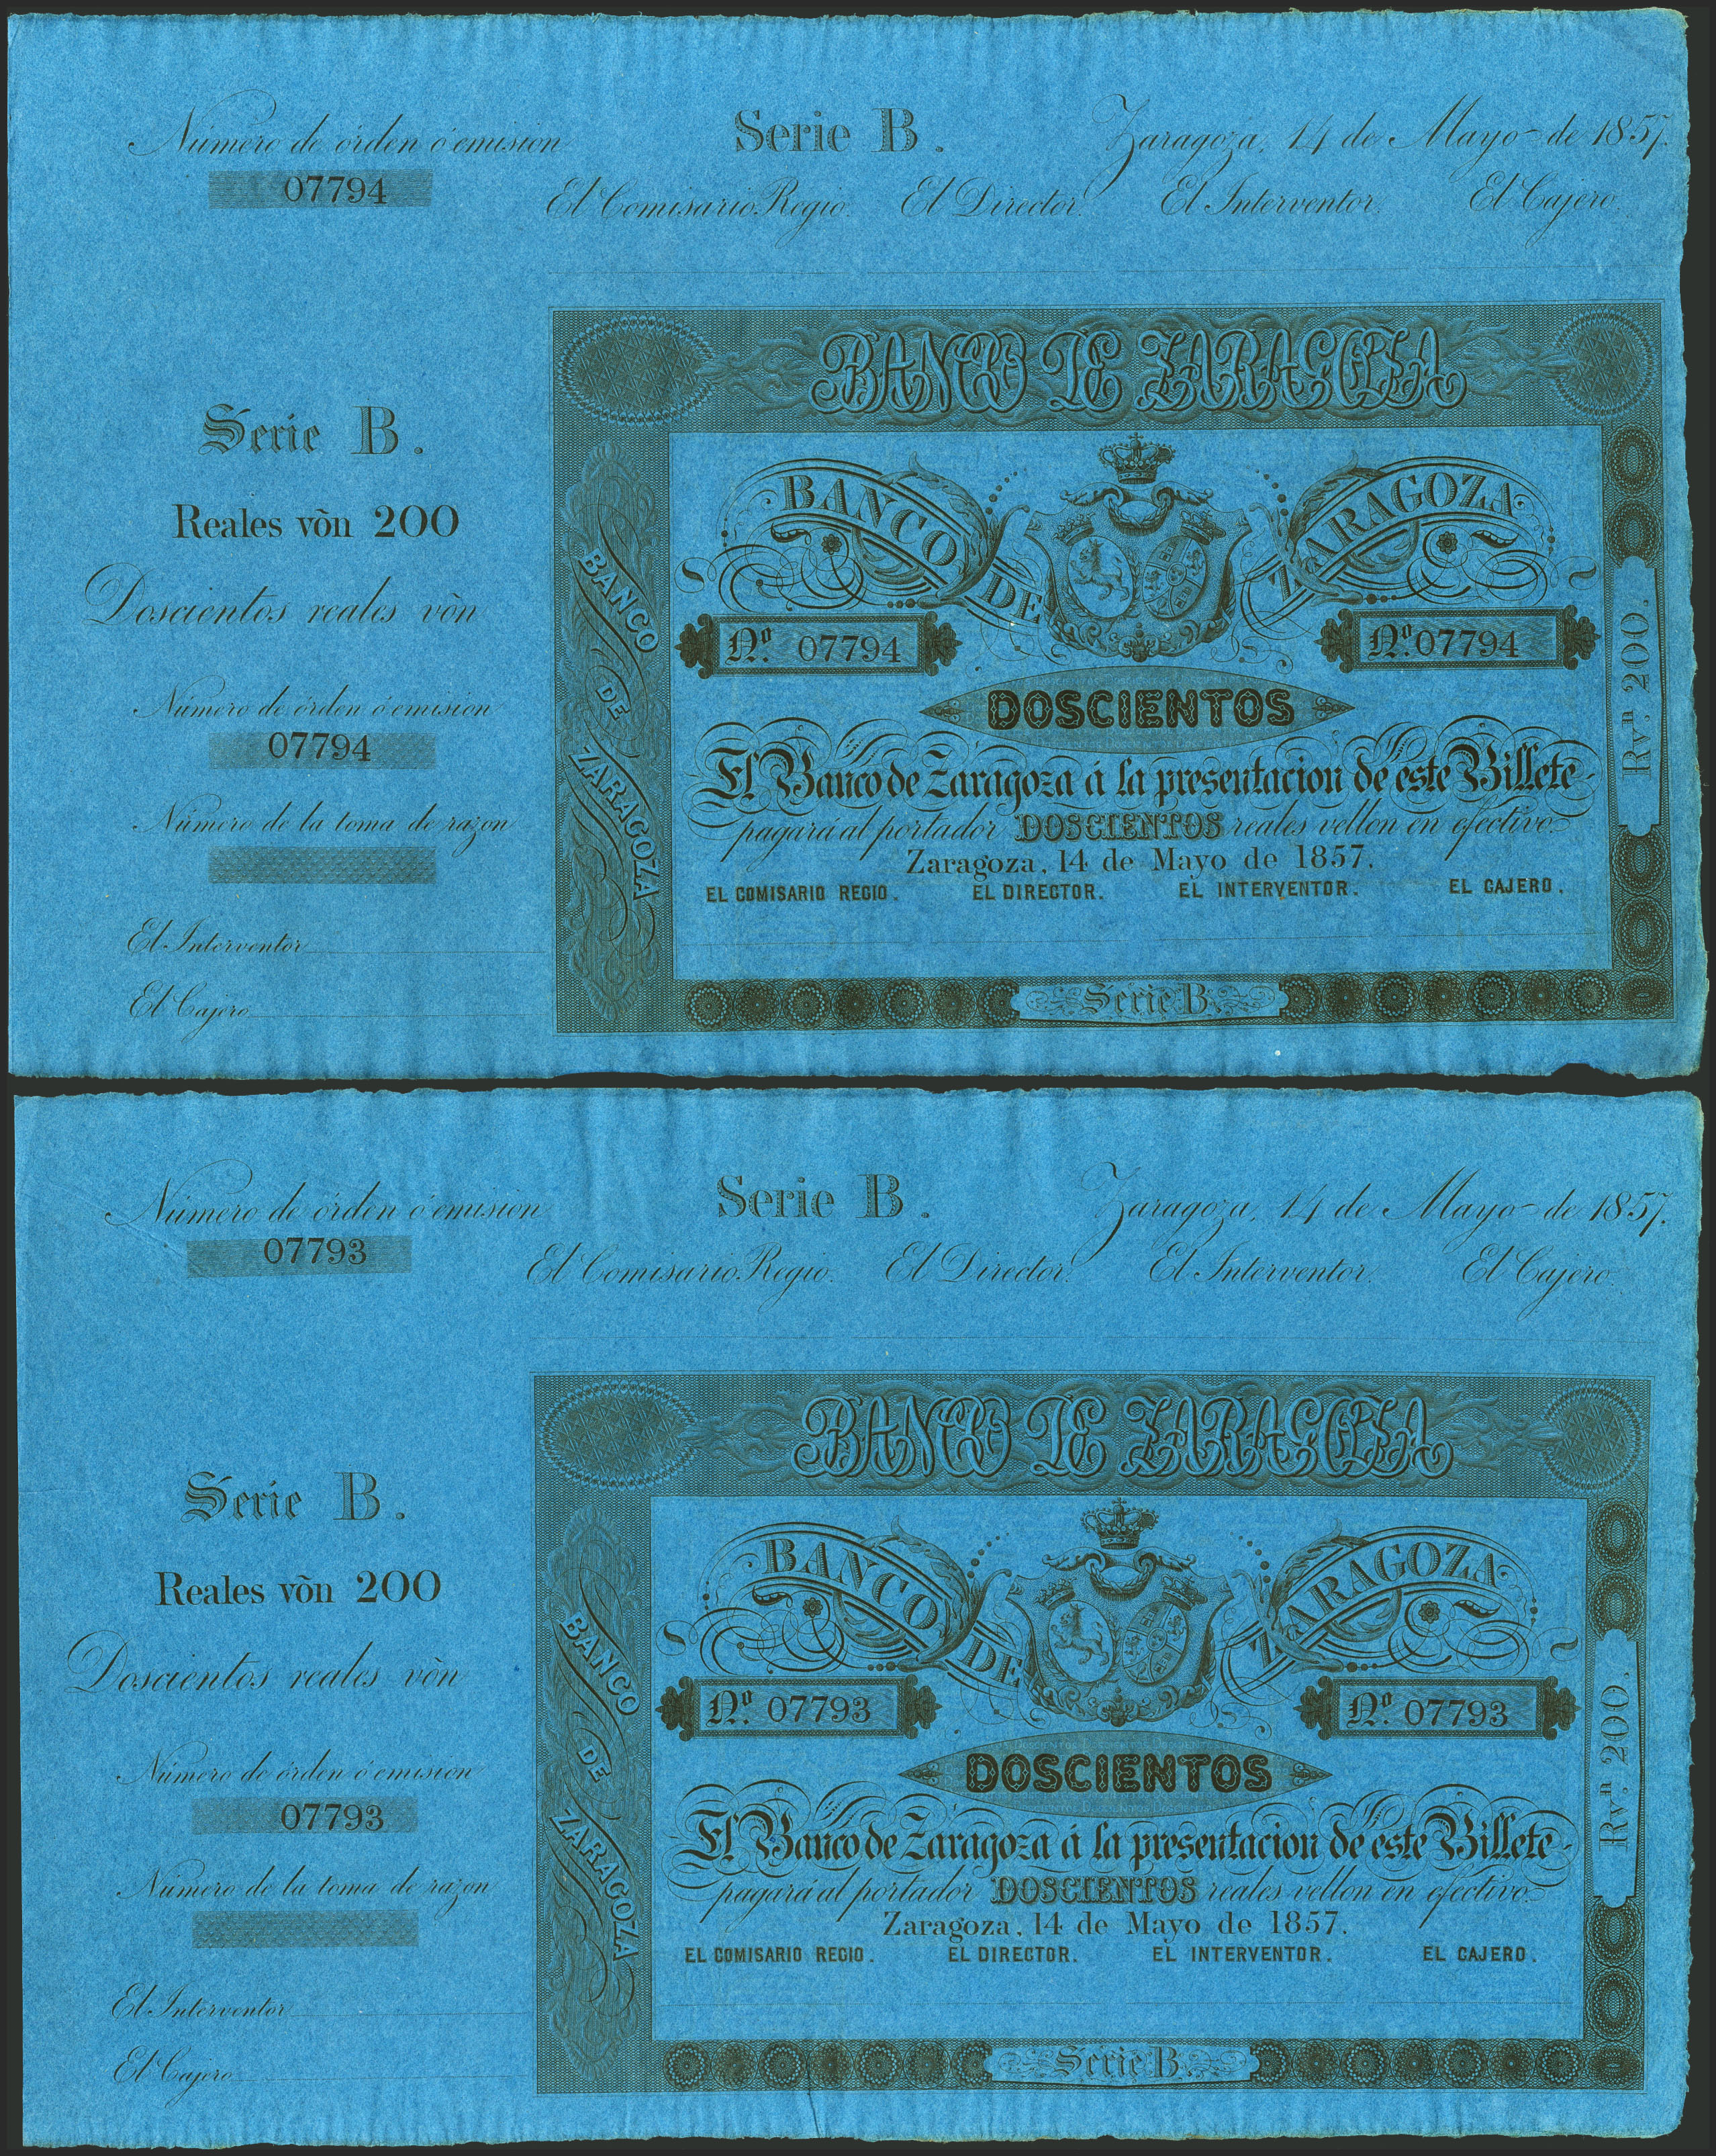 Número de órden ó emision
07794
Serie B.
Zaragoza, 14 de Mayo de 1857.
El Comisario Regio. El Director. El Interventor. El Cajero.
Serie B.
Reales vòn 200
Doscientos reales vòn
Número de órden ó emisión
07794
Número de la toma de razon
El Interventor
El Cajero
BANCO DE ZARAGOZA
BANCO DE ZARAGOZA
BANCO DE ZARAGOZA
Nº. 07794
Nº. 07794
DOSCIENTOS
El Banco de Zaragoza á la presentacion de este Billete
pagará al portador DOSCIENTOS reales vellon en efectivo.
Zaragoza, 14 de Mayo de 1857.
EL COMISARIO REGIO. EL DIRECTOR. EL INTERVENTOR. EL CAJERO.
Serie B.
Rvⁿ. 200.
Número de órden ó emision
07793
Serie B.
Zaragoza, 14 de Mayo de 1857.
El Comisario Regio. El Director. El Interventor. El Cajero.
Serie B.
Reales vòn 200
Doscientos reales vòn
Número de órden ó emisión
07793
Número de la toma de razon
El Interventor
El Cajero
BANCO DE ZARAGOZA
BANCO DE ZARAGOZA
BANCO DE ZARAGOZA
Nº. 07793
Nº. 07793
DOSCIENTOS
El Banco de Zaragoza á la presentacion de este Billete
pagará al portador DOSCIENTOS reales vellon en efectivo.
Zaragoza, 14 de Mayo de 1857.
EL COMISARIO REGIO. EL DIRECTOR. EL INTERVENTOR. EL CAJERO.
Serie B.
Rvⁿ. 200.